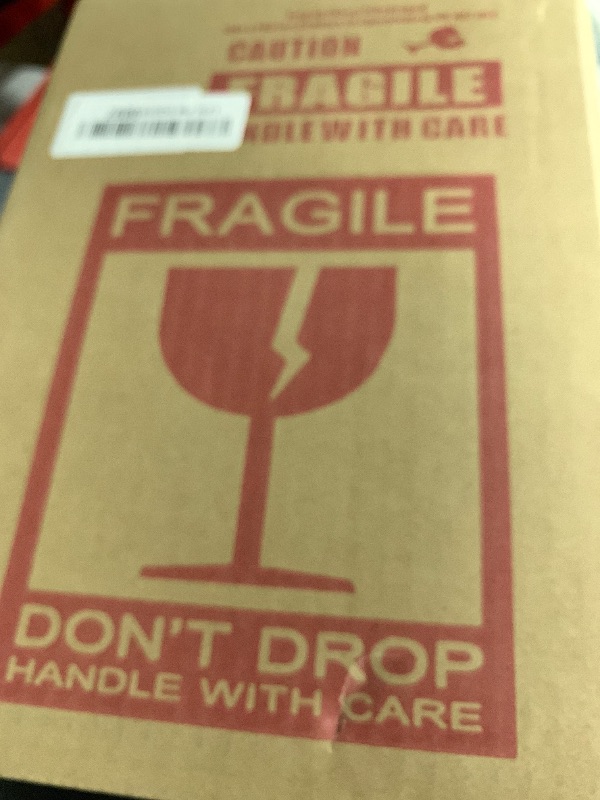 CAUTION
FRAGILE
WITH CARE
FRAGILE
DON'T DROP
HANDLE WITH CARE